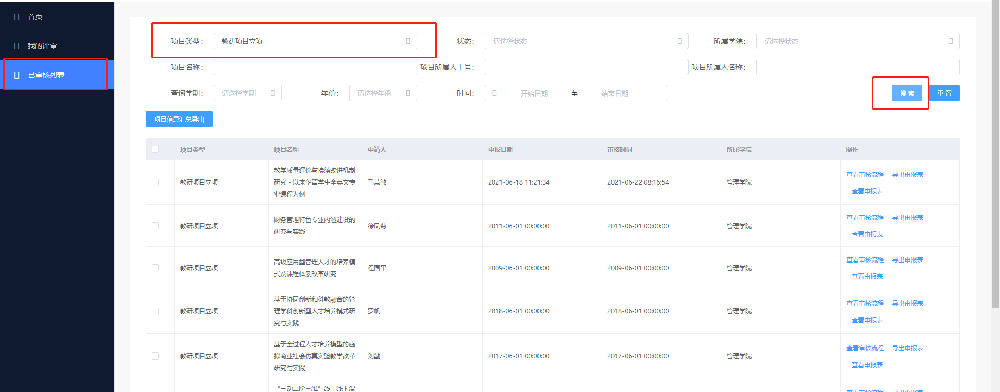 首页
我的评审
已审核列表
项目类型：
教研项目立项
状态：
请选择状态
所属学院：
请选择状态
项目名称：
项目所属人工号：
项目所属人名称：
查询学期：
请选择学期
年份：
请选择年份
时间：
开始日期
至
结束日期
搜 索
重 置
项目信息汇总导出
项目类型
项目名称
申请人
申报日期
审核时间
所属学院
操作
教研项目立项
教学质量评价与持续改进机制
研究 - 以来华留学生全英文专
业课程为例
马慧敏
2021-06-18 11:21:34
2021-06-22 08:16:54
管理学院
查看审核流程
导出申报表
查看申报表
教研项目立项
财务管理特色专业内涵建设的
研究与实践
徐凤菊
2011-06-01 00:00:00
2011-06-01 00:00:00
管理学院
查看审核流程
导出申报表
查看申报表
教研项目立项
高级应用型管理人才的培养模
式及课程体系改革研究
程国平
2009-06-01 00:00:00
2009-06-01 00:00:00
管理学院
查看审核流程
导出申报表
查看申报表
教研项目立项
基于协同创新和科教融合的管
理学科创新型人才培养模式研
究与实践
罗帆
2018-06-01 00:00:00
2018-06-01 00:00:00
管理学院
查看审核流程
导出申报表
查看申报表
教研项目立项
基于全过程人才培养模型的虚
拟商业社会仿真实验教学改革
研究与实践
刘勤
2017-06-01 00:00:00
2017-06-01 00:00:00
管理学院
查看审核流程
导出申报表
查看申报表
“三动二阶三维”线上线下混